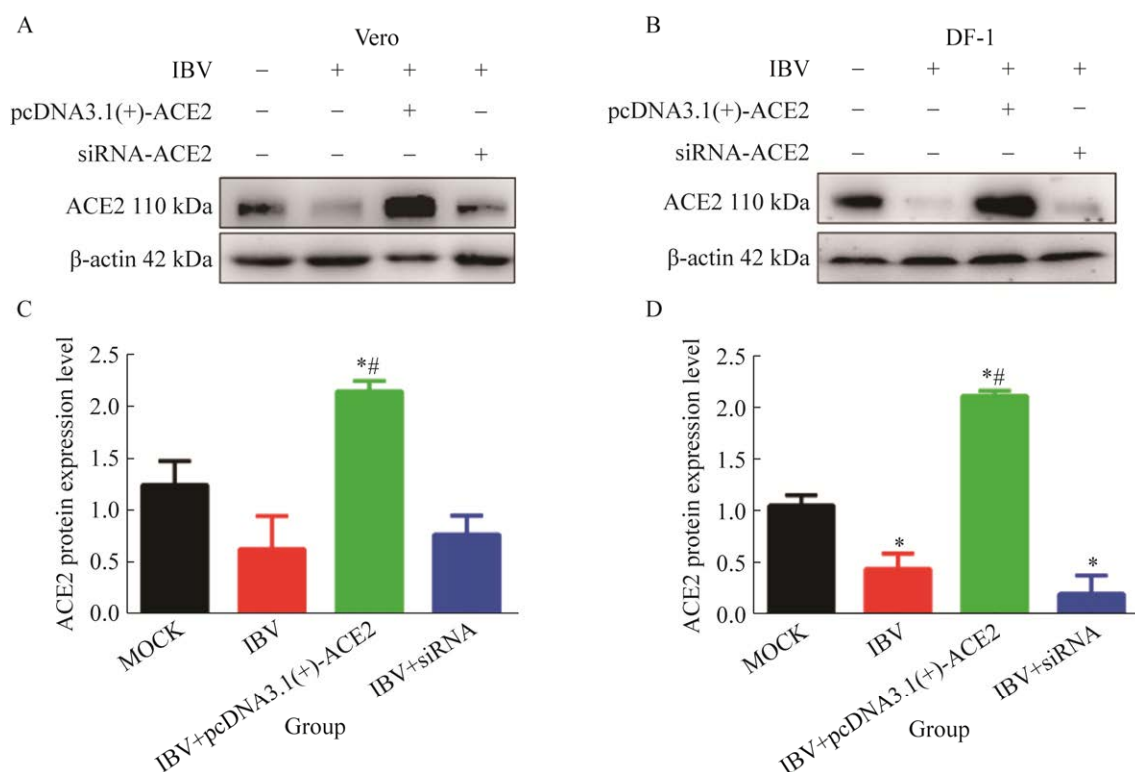 A
Vero
IBV – + + +
pcDNA3.1(+)-ACE2 – – + –
siRNA-ACE2 – – – +
ACE2 110 kDa
β-actin 42 kDa
B
DF-1
IBV – + + +
pcDNA3.1(+)-ACE2 – – + –
siRNA-ACE2 – – – +
ACE2 110 kDa
β-actin 42 kDa
C
ACE2 protein expression level
2.5
2.0
1.5
1.0
0.5
0.0
*#
MOCK
IBV
IBV+pcDNA3.1(+)-ACE2
IBV+siRNA
Group
D
ACE2 protein expression level
2.5
2.0
1.5
1.0
0.5
0.0
*
*#
*
MOCK
IBV
IBV+pcDNA3.1(+)-ACE2
IBV+siRNA
Group